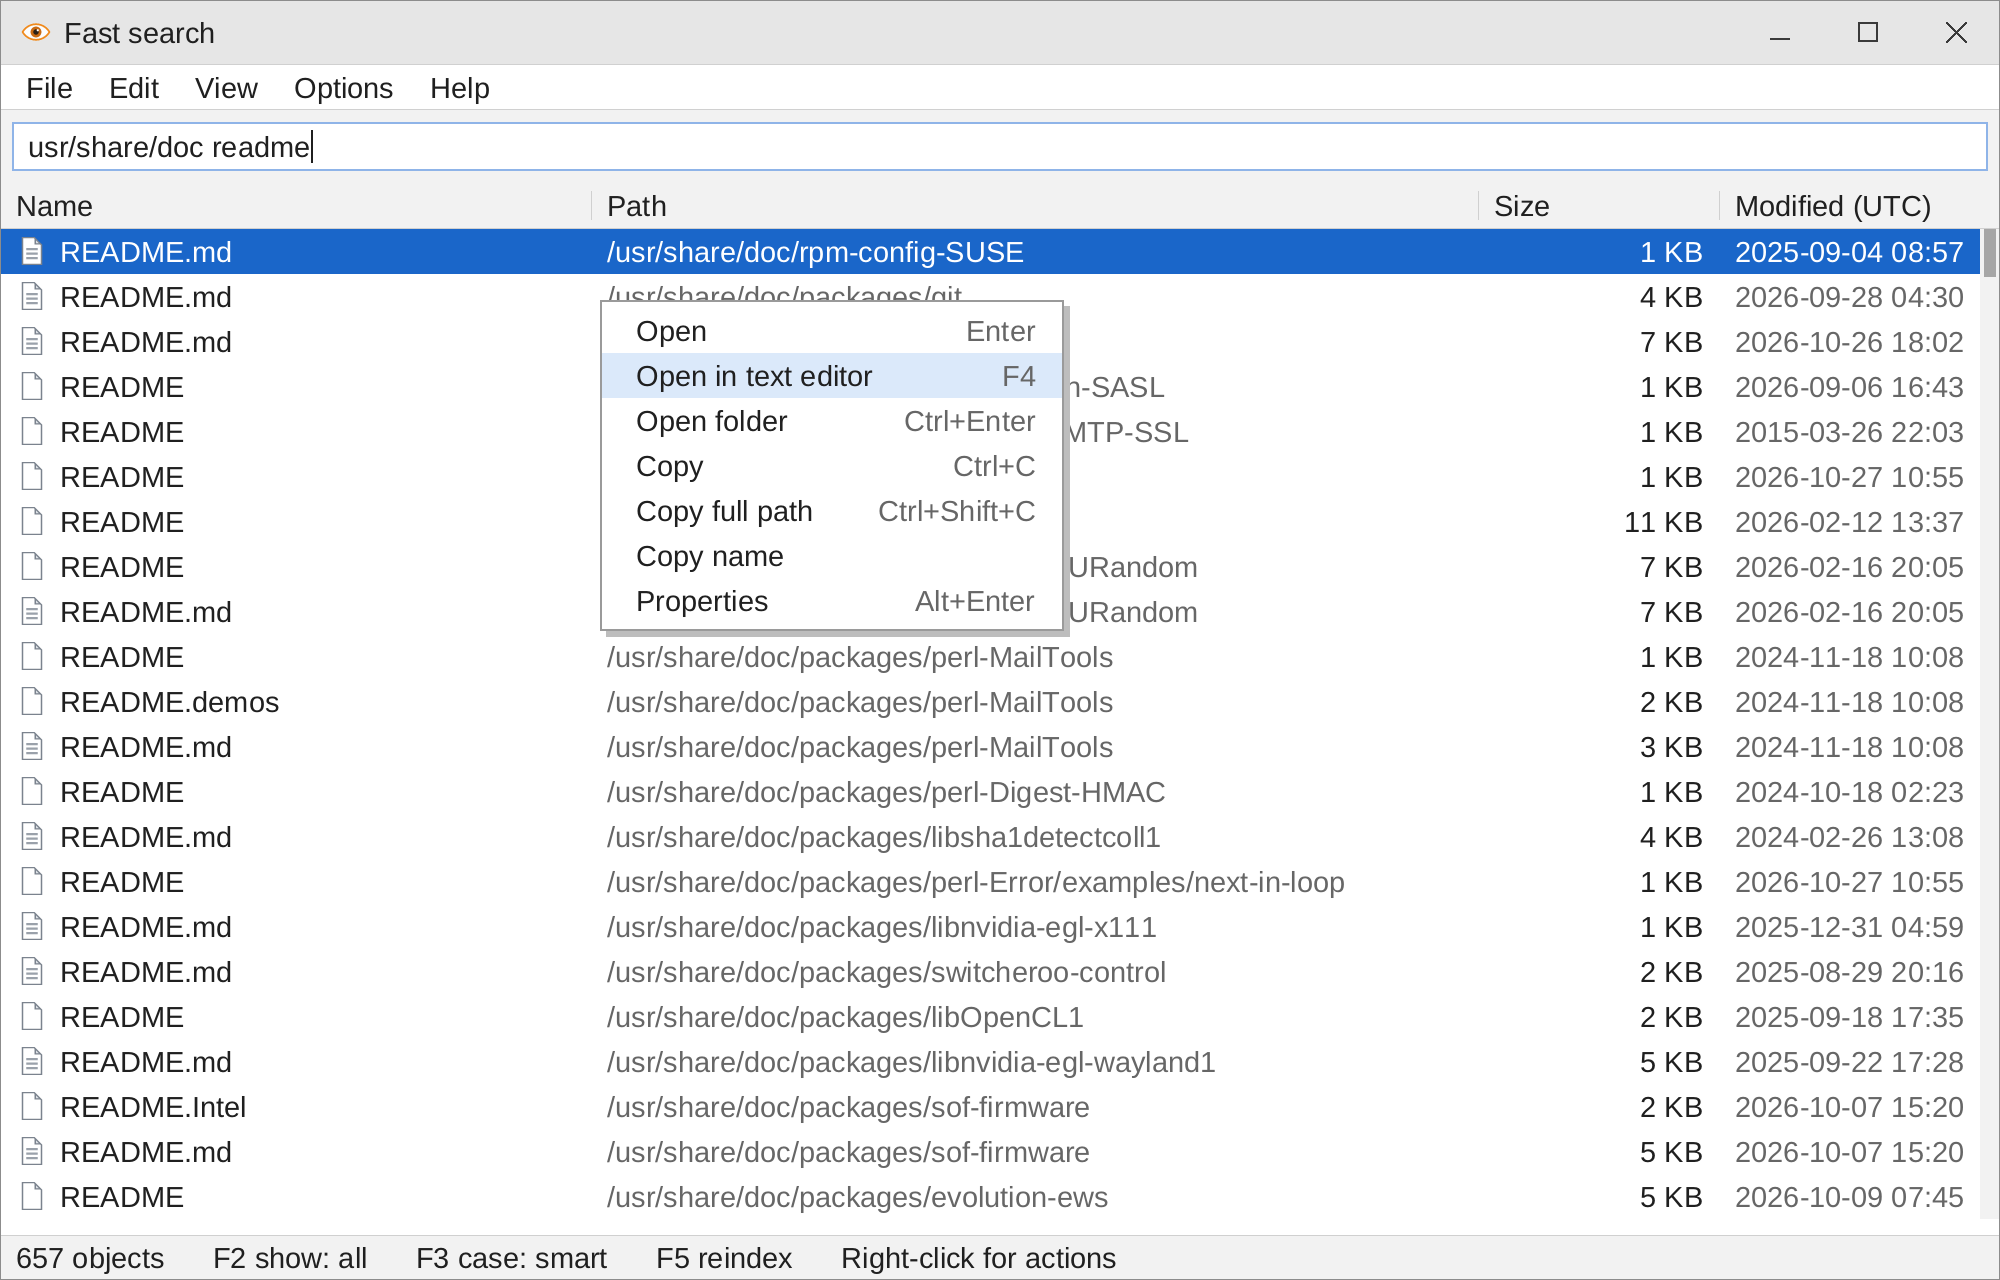 Fast search
File Edit View Options Help
usr/share/doc readme
Name Path Size Modified (UTC)
README.md /usr/share/doc/rpm-config-SUSE 1 KB 2025-09-04 08:57
README.md /usr/share/doc/packages/git 4 KB 2026-09-28 04:30
Open Enter
README.md 7 KB 2026-10-26 18:02
Open in text editor F4
README n-SASL 1 KB 2026-09-06 16:43
Open folder Ctrl+Enter
README MTP-SSL 1 KB 2015-03-26 22:03
Copy Ctrl+C
README 1 KB 2026-10-27 10:55
Copy full path Ctrl+Shift+C
README 11 KB 2026-02-12 13:37
Copy name
README URandom 7 KB 2026-02-16 20:05
Properties Alt+Enter
README.md URandom 7 KB 2026-02-16 20:05
README /usr/share/doc/packages/perl-MailTools 1 KB 2024-11-18 10:08
README.demos /usr/share/doc/packages/perl-MailTools 2 KB 2024-11-18 10:08
README.md /usr/share/doc/packages/perl-MailTools 3 KB 2024-11-18 10:08
README /usr/share/doc/packages/perl-Digest-HMAC 1 KB 2024-10-18 02:23
README.md /usr/share/doc/packages/libsha1detectcoll1 4 KB 2024-02-26 13:08
README /usr/share/doc/packages/perl-Error/examples/next-in-loop 1 KB 2026-10-27 10:55
README.md /usr/share/doc/packages/libnvidia-egl-x111 1 KB 2025-12-31 04:59
README.md /usr/share/doc/packages/switcheroo-control 2 KB 2025-08-29 20:16
README /usr/share/doc/packages/libOpenCL1 2 KB 2025-09-18 17:35
README.md /usr/share/doc/packages/libnvidia-egl-wayland1 5 KB 2025-09-22 17:28
README.Intel /usr/share/doc/packages/sof-firmware 2 KB 2026-10-07 15:20
README.md /usr/share/doc/packages/sof-firmware 5 KB 2026-10-07 15:20
README /usr/share/doc/packages/evolution-ews 5 KB 2026-10-09 07:45
657 objects F2 show: all F3 case: smart F5 reindex Right-click for actions